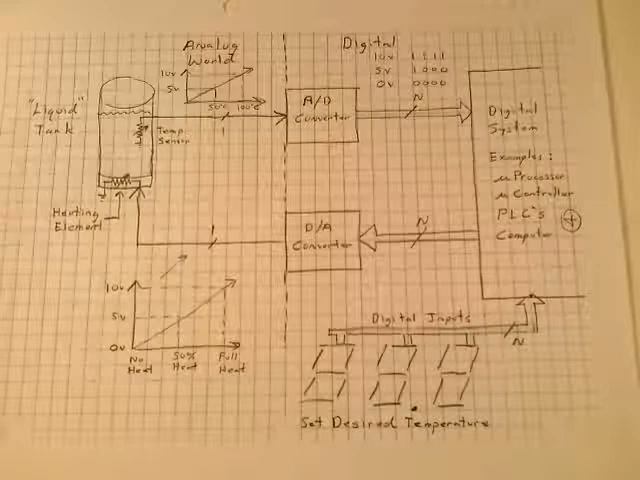 Analog
World
10v
5v
50°c 100°c
Digital
10v 1111
5v 1000
0v 0000
"Liquid"
Tank
Temp
Sensor
1
A/D
Converter
N
Digital
System
Examples:
µ Processor
µ Controller
PLC's
Computer
Heating
Element
1
D/A
Converter
N
10v
5v
0v
No
Heat
50%
Heat
Full
Heat
Digital Inputs
N
Set Desired Temperature